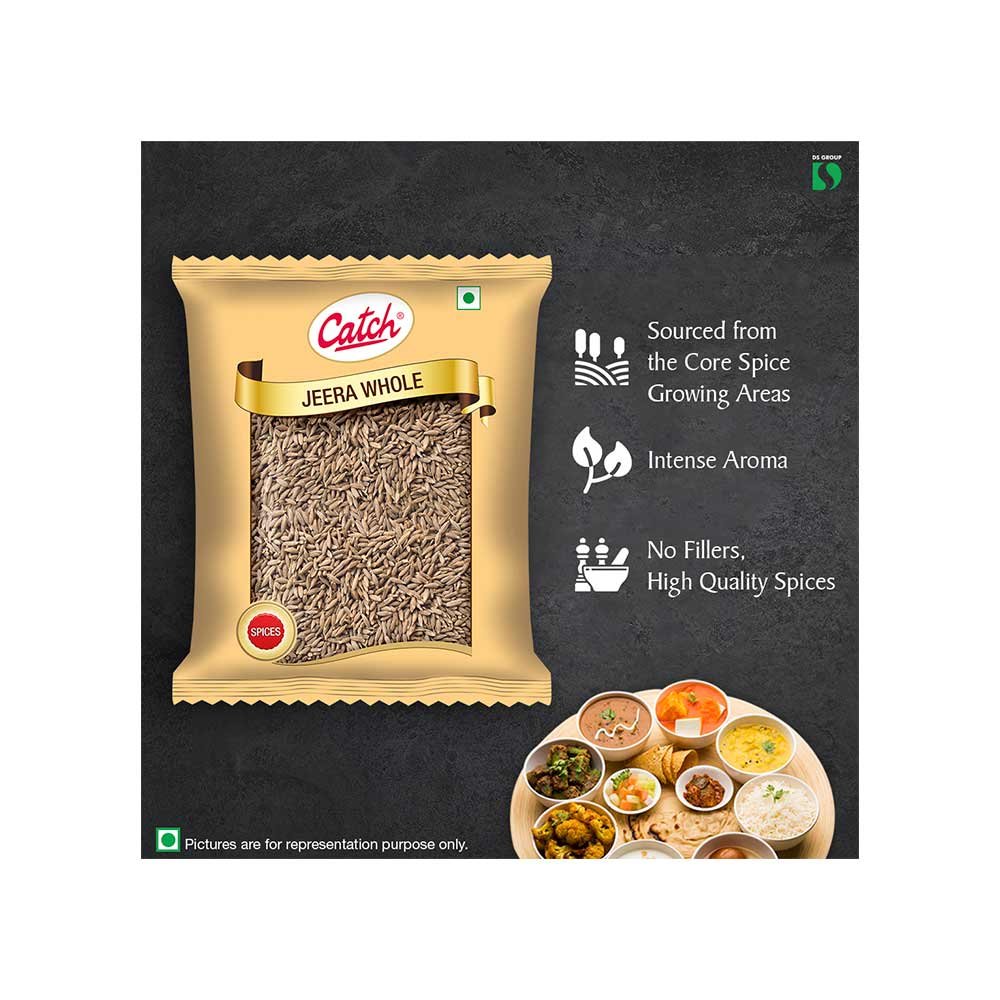 DS GROUP
Catch®
JEERA WHOLE
SPICES
Sourced from
the Core Spice
Growing Areas
Intense Aroma
No Fillers,
High Quality Spices
Pictures are for representation purpose only.